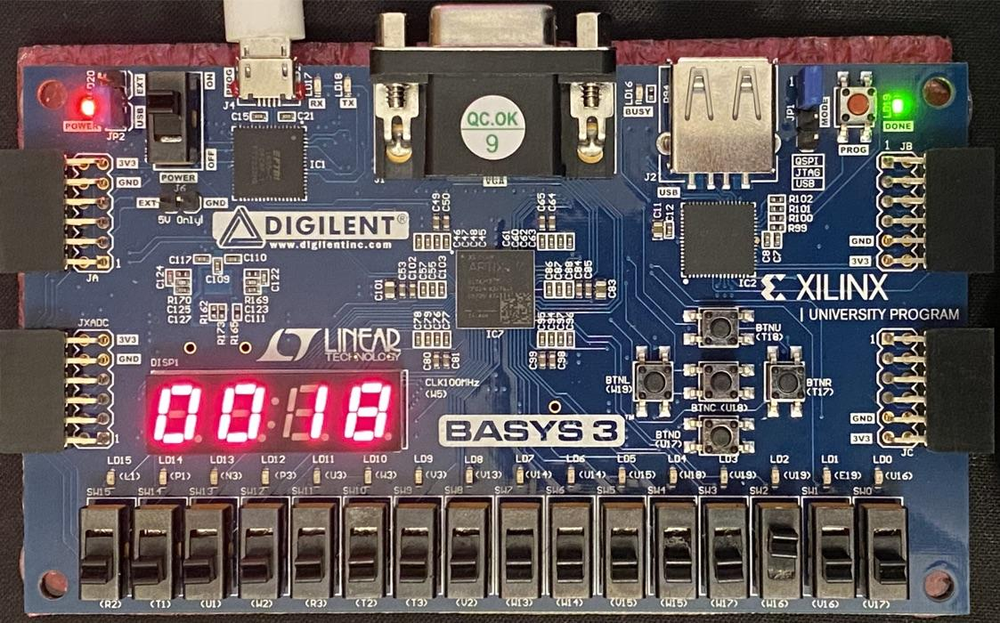 LD20
EXT
USB
POWER
JP2
ON
OFF
POWER
J6
EXT
GND
5V Only!
PROG
J4
C15
C21
LD17
RX
LD18
TX
IC1
QC.OK
9
VGA
LD16
R94
BUSY
J2
USB
1
JP1
MODE
PROG
LD19
DONE
QSPI
JTAG
USB
1
JB
GND
3V3
3V3
GND
1
JA
DIGILENT®
www.digilentinc.com
C49
C50
C65
C64
C46
C47
C48
C45
C61
C60
C62
C63
C11
C12
R102
R101
R100
R99
C8
C7
IC2
C117
C110
C109
C124
C122
R170
C125
C127
R162
R173
R165
R169
C123
C111
C101
C53
C102
C57
C55
C103
ARTIX 7
C86
C87
C88
C84
C85
C83
IC7
C78
C79
C77
C80
C81
C95
C94
C97
C96
C99
C98
XILINX
UNIVERSITY PROGRAM
JXADC
3V3
GND
1
LINEAR
TECHNOLOGY
DISP1
0018
CLK100MHz
(W5)
BASYS 3™
BTNU
(T18)
BTNL
(W19)
BTNC (U18)
BTNR
(T17)
BTND
(U17)
1
GND
3V3
JC
LD15 LD14 LD13 LD12 LD11 LD10 LD9 LD8 LD7 LD6 LD5 LD4 LD3 LD2 LD1 LD0
(L1) (P1) (N3) (P3) (U3) (W3) (V3) (V13) (V14) (U14) (U15) (W18) (V19) (U19) (E19) (U16)
SW15 SW14 SW13 SW12 SW11 SW10 SW9 SW8 SW7 SW6 SW5 SW4 SW3 SW2 SW1 SW0
(R2) (T1) (U1) (W2) (R3) (T2) (T3) (V2) (W13) (W14) (V15) (W15) (W17) (W16) (V16) (V17)